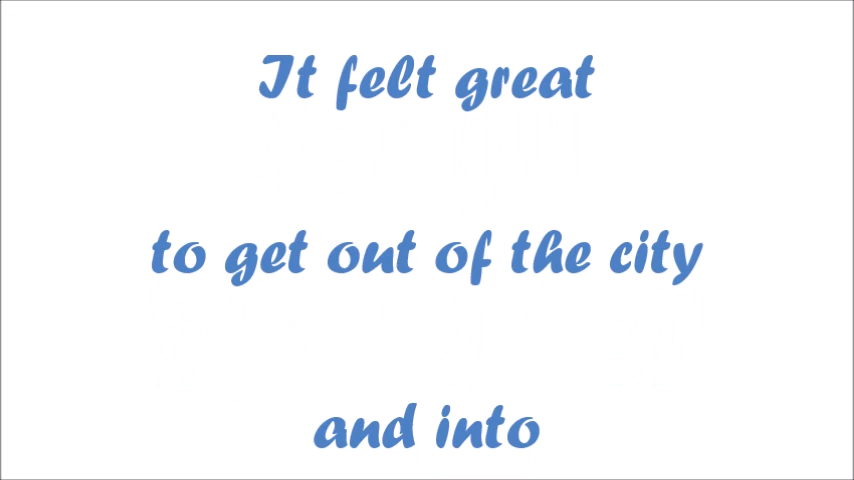 It felt great
to get out of the city
and into